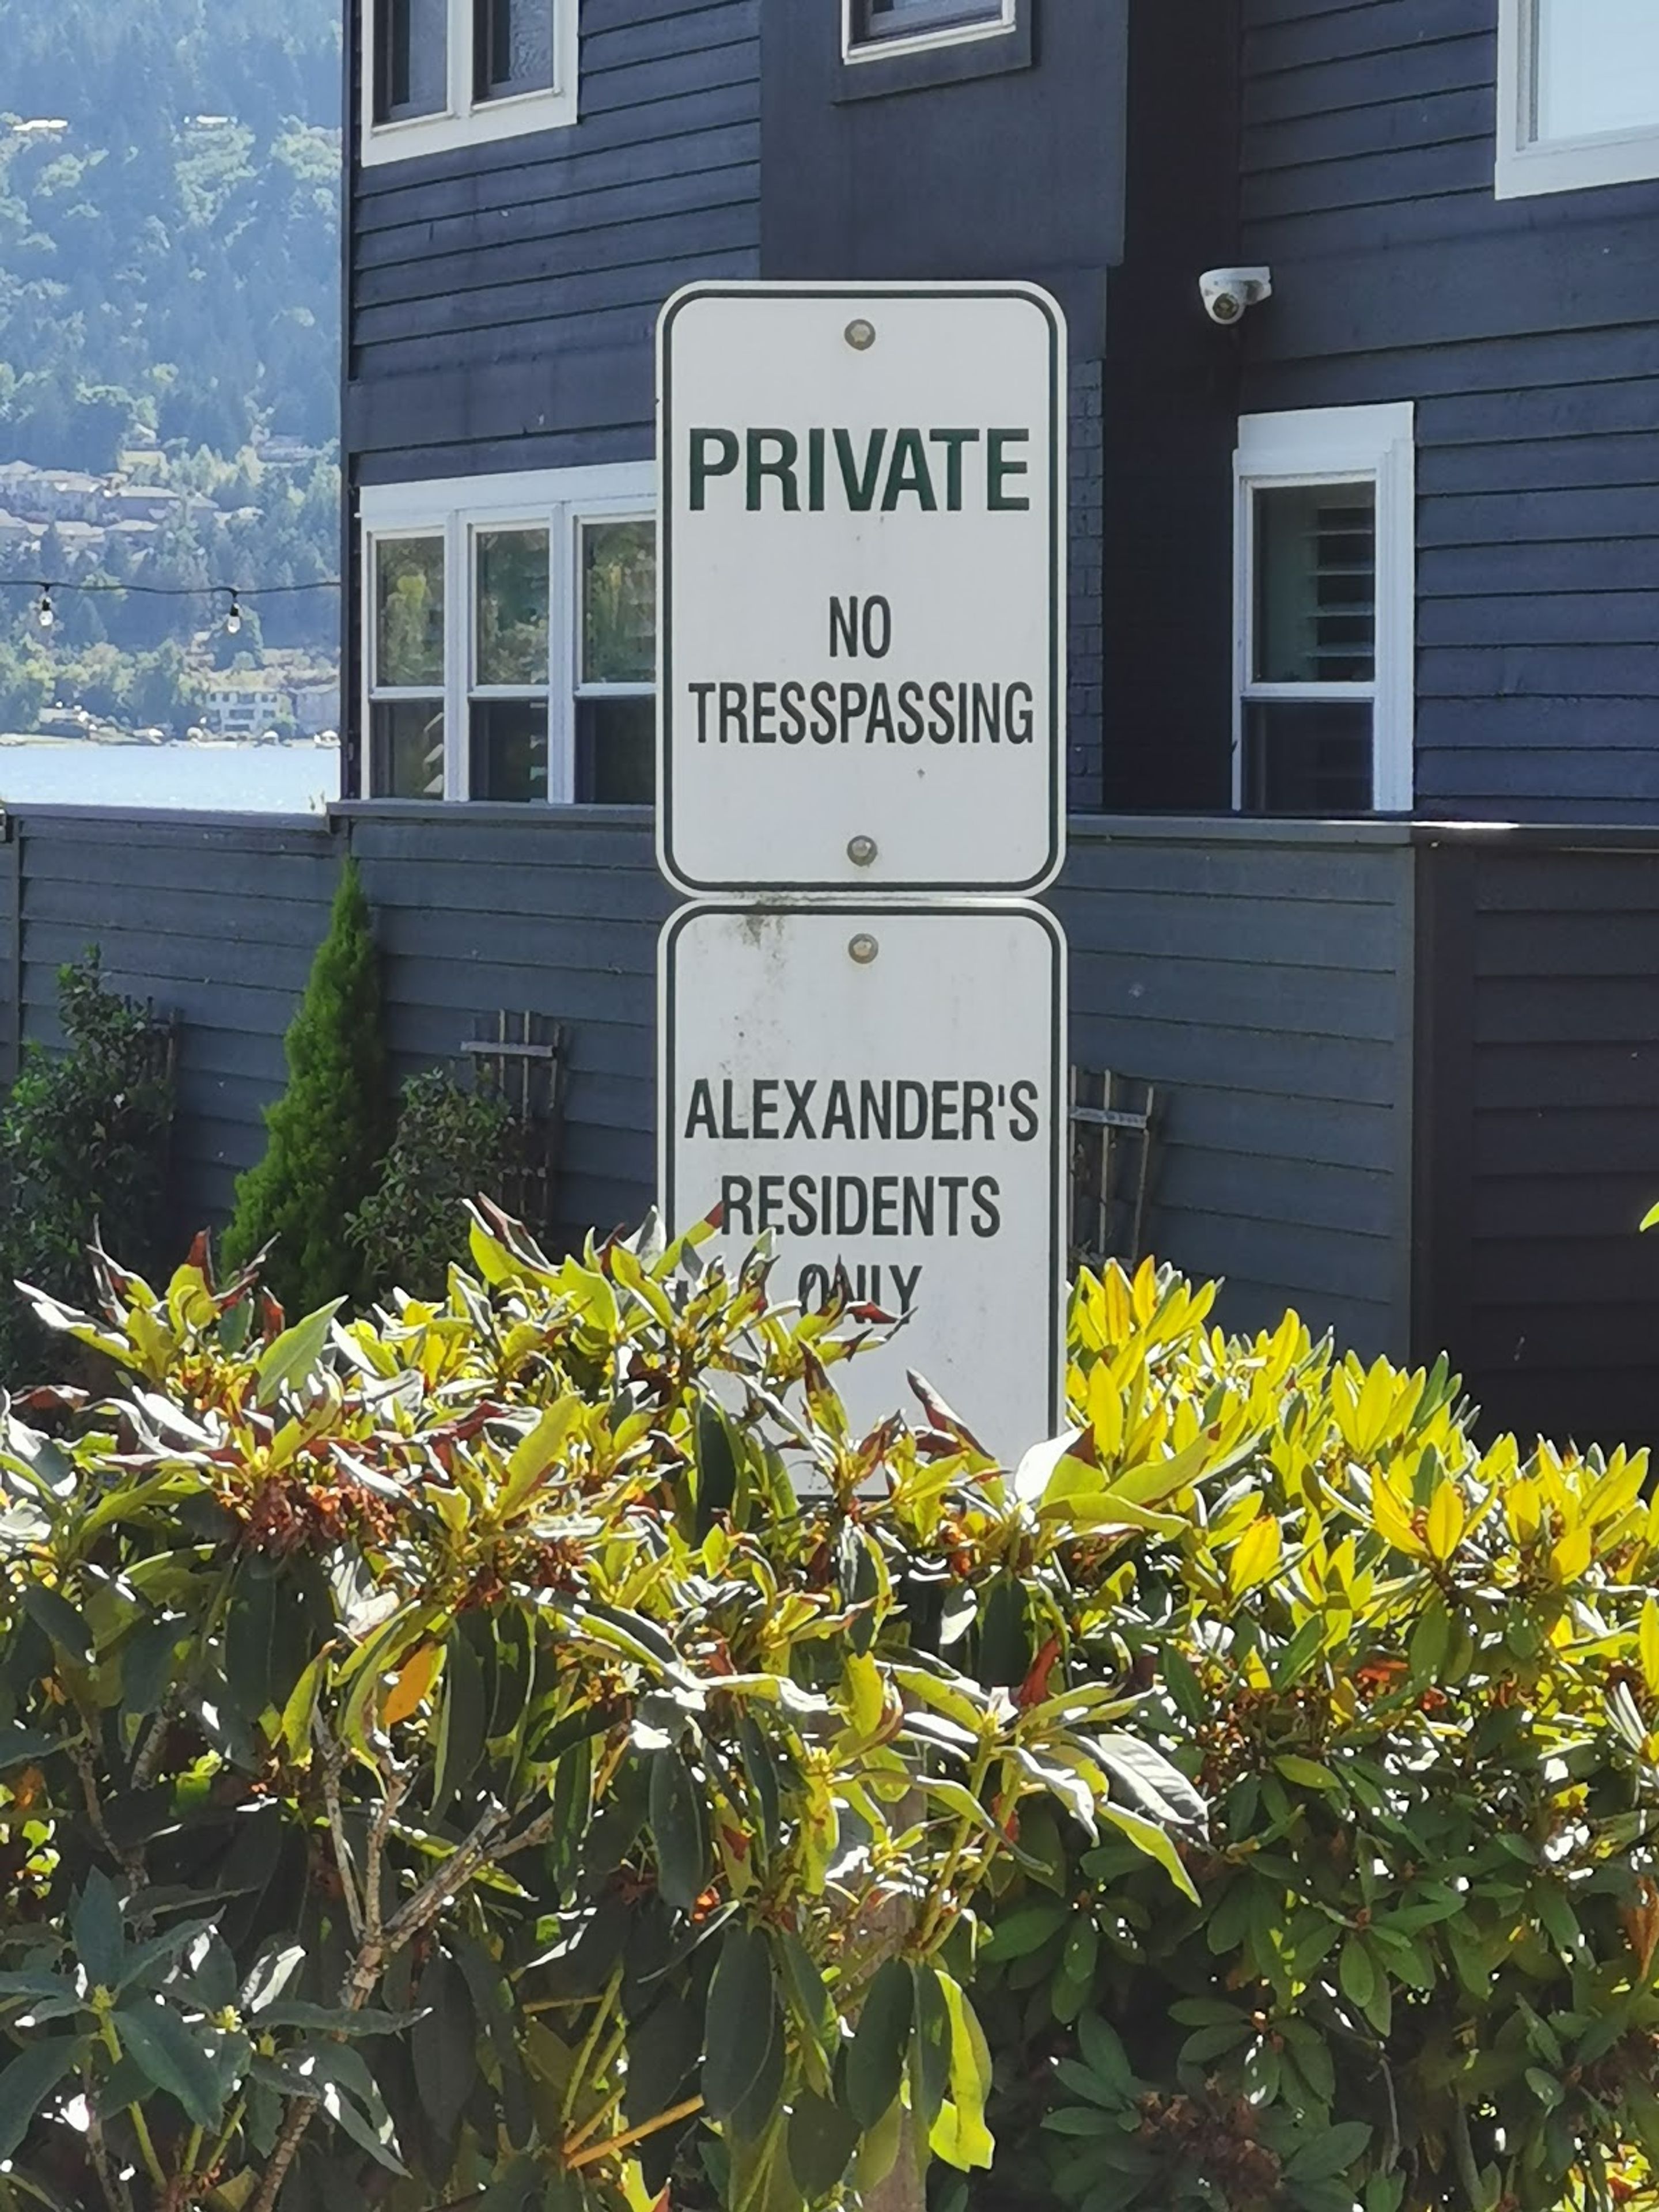 PRIVATE
NO
TRESSPASSING
ALEXANDER'S
RESIDENTS
ONLY